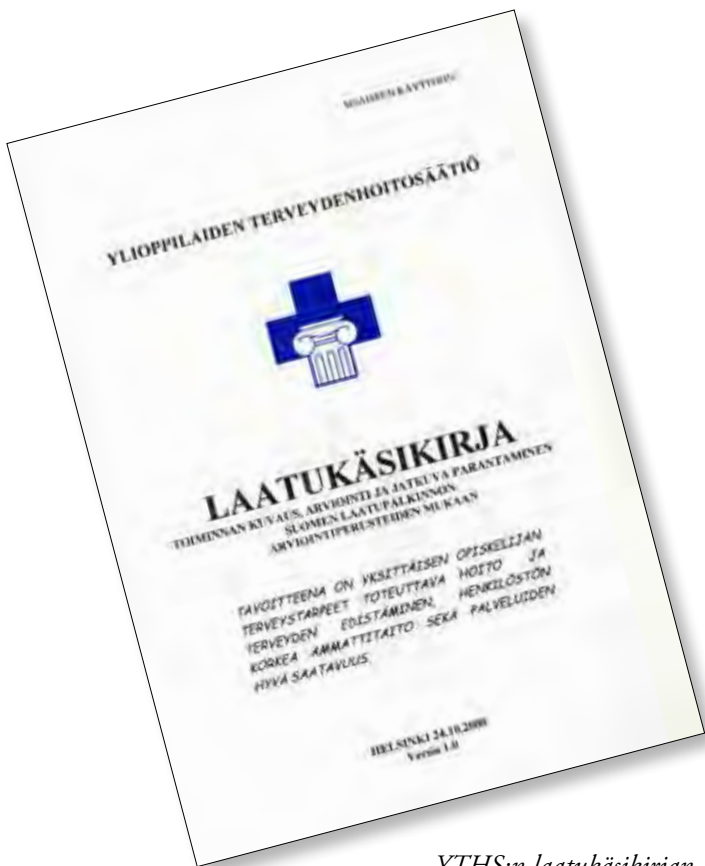 SISÄISEEN KÄYTTÖÖN
YLIOPPILAIDEN TERVEYDENHOITOSÄÄTIÖ
LAATUKÄSIKIRJA
TOIMINNAN KUVAUS, ARVIOINTI JA JATKUVA PARANTAMINEN
SUOMEN LAATUPALKINNON
ARVIOINTIPERUSTEIDEN MUKAAN
TAVOITTEENA ON YKSITTÄISEN OPISKELIJAN
TERVEYSTARPEET TOTEUTTAVA HOITO JA
TERVEYDEN EDISTÄMINEN, HENKILÖSTÖN
KORKEA AMMATTITAITO SEKÄ PALVELUIDEN
HYVÄ SAATAVUUS.
HELSINKI 24.10.2000
Versio 1.0
YTHS:n laatukäsikirjan